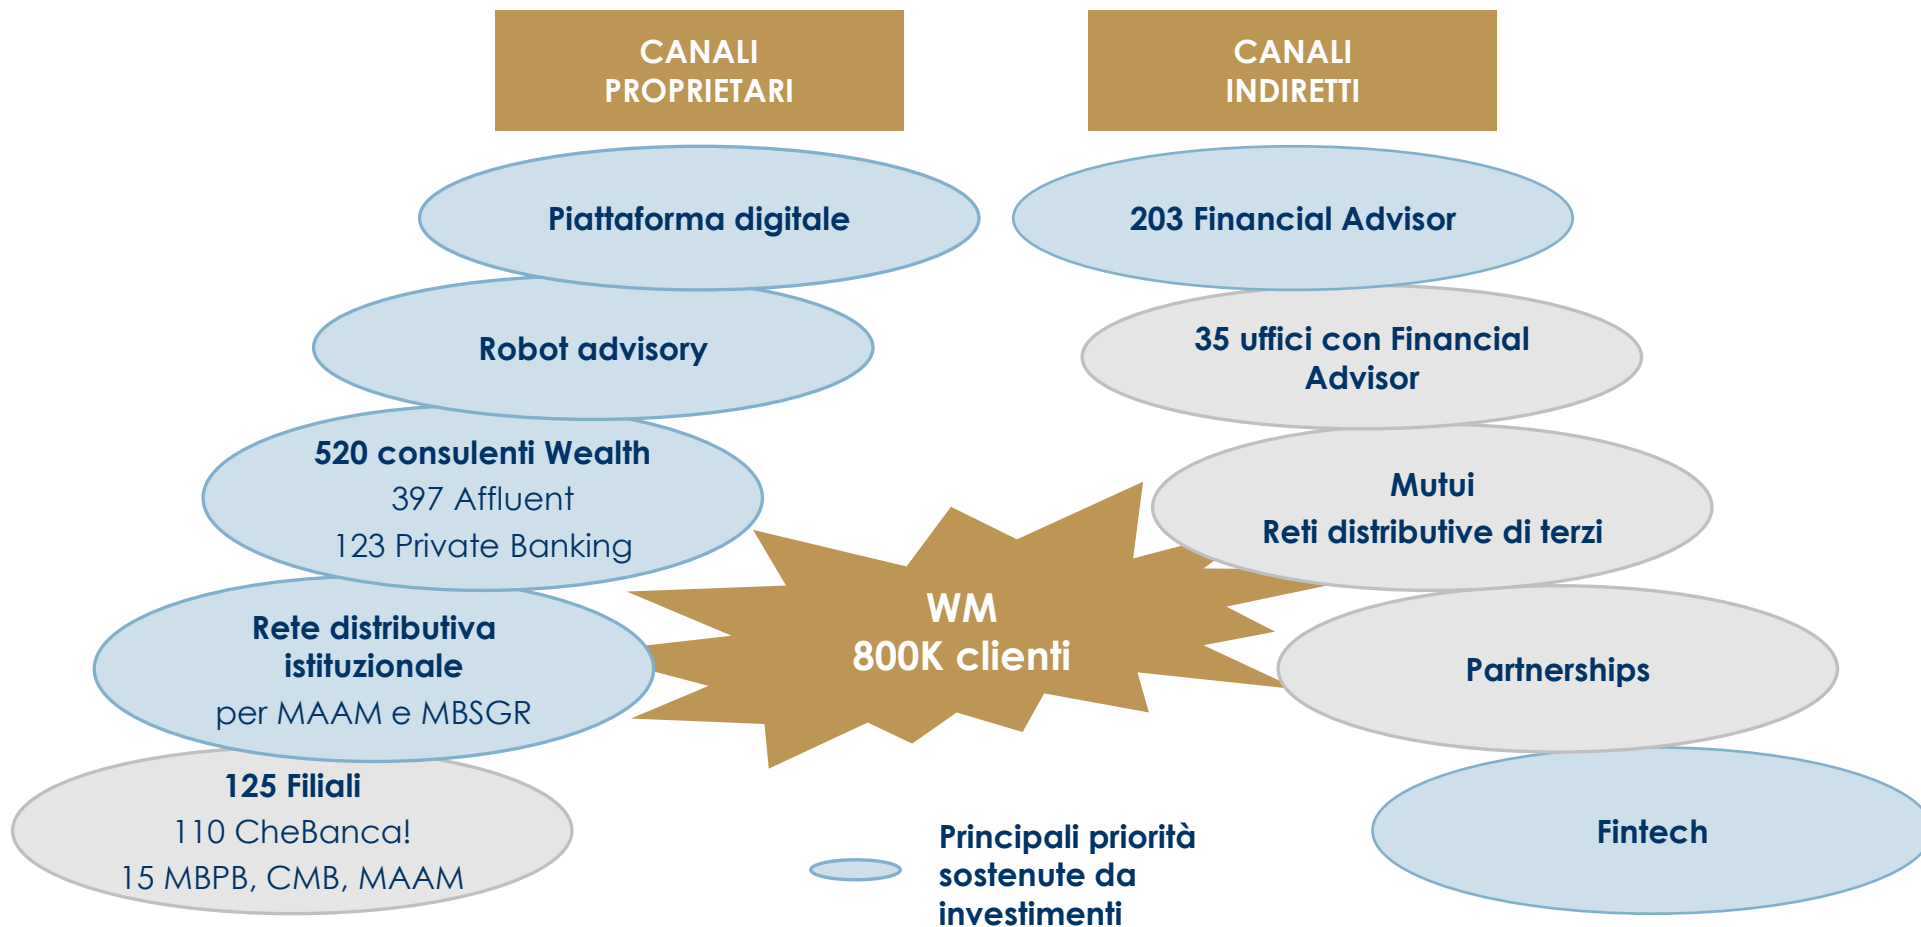 CANALI
PROPRIETARI
Piattaforma digitale
Robot advisory
520 consulenti Wealth
397 Affluent
123 Private Banking
Rete distributiva
istituzionale
per MAAM e MBSGR
125 Filiali
110 CheBanca!
15 MBPB, CMB, MAAM
WM
800K clienti
CANALI
INDIRETTI
203 Financial Advisor
35 uffici con Financial
Advisor
Mutui
Reti distributive di terzi
Partnerships
Fintech
Principali priorità
sostenute da
investimenti